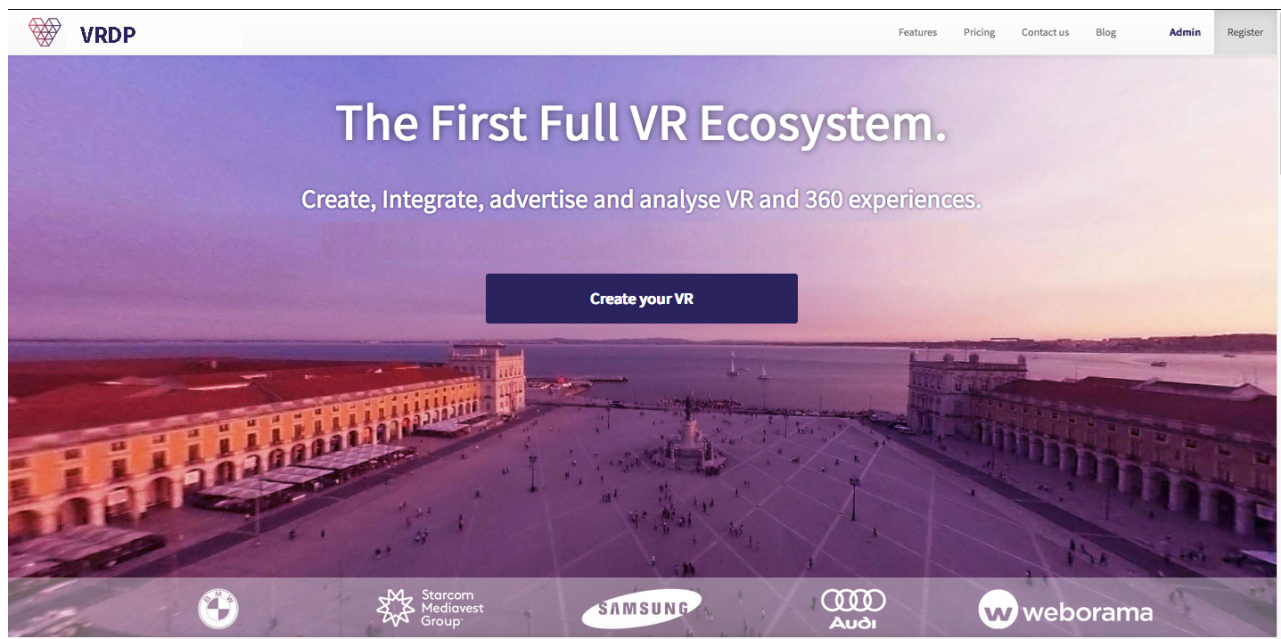 VRDP
Features Pricing Contact us Blog Admin Register
The First Full VR Ecosystem.
Create, Integrate, advertise and analyse VR and 360 experiences.
Create your VR
BMW
Starcom
Mediavest
Group
SAMSUNG
Audi
w weborama